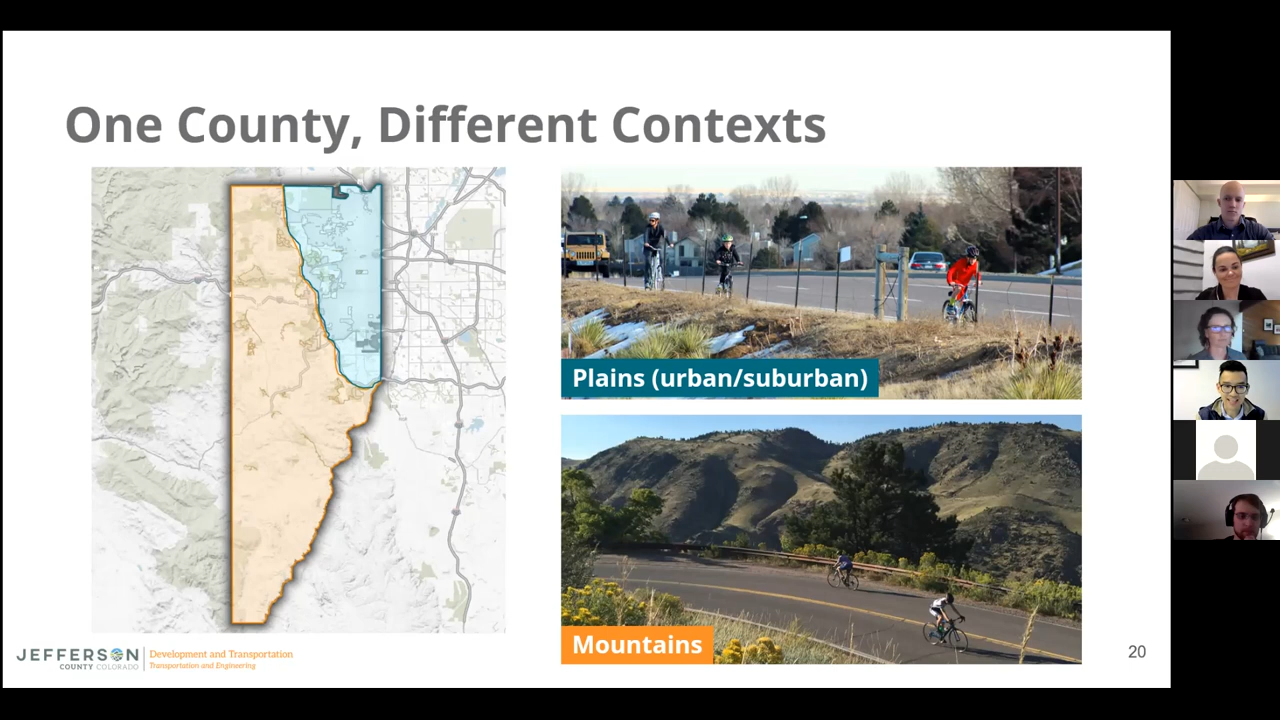 One County, Different Contexts
Plains (urban/suburban)
Mountains
JEFFERSON
COUNTY COLORADO
Development and Transportation
Transportation and Engineering
20